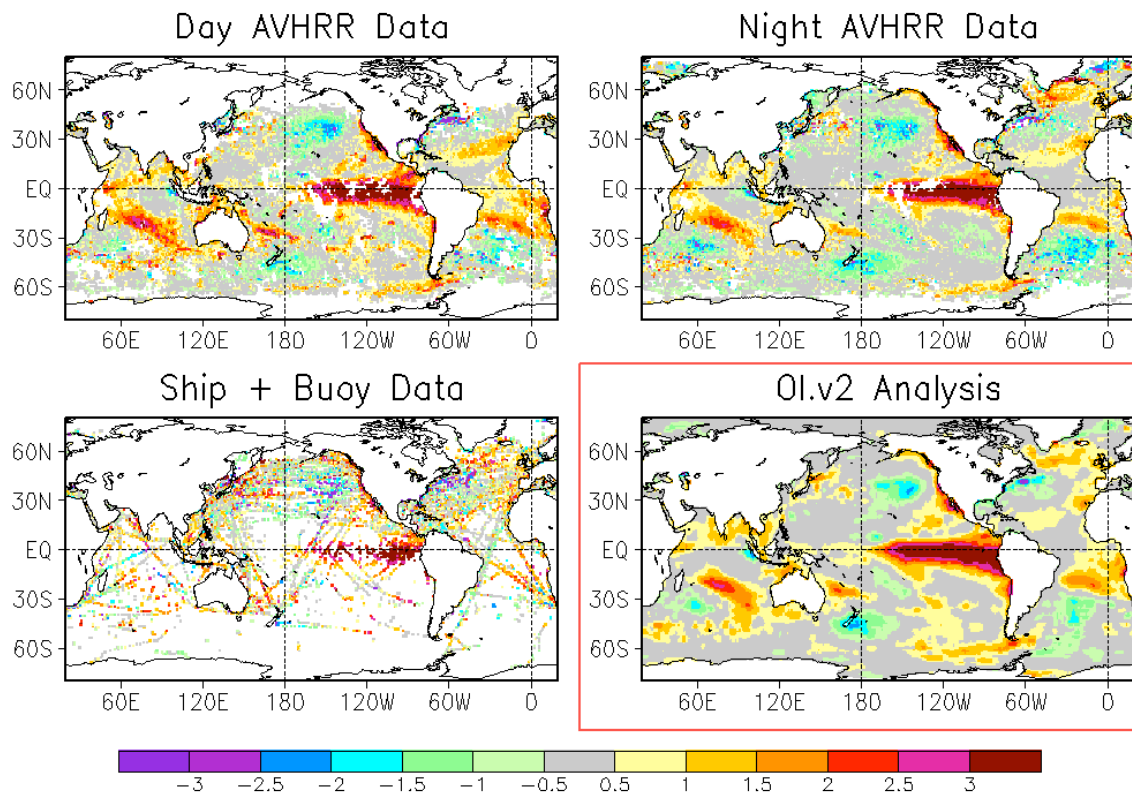 Day AVHRR Data
60N
30N
EQ
30S
60S
60E 120E 180 120W 60W 0
Night AVHRR Data
60N
30N
EQ
30S
60S
60E 120E 180 120W 60W 0
Ship + Buoy Data
60N
30N
EQ
30S
60S
60E 120E 180 120W 60W 0
OI.v2 Analysis
60N
30N
EQ
30S
60S
60E 120E 180 120W 60W 0
−3 −2.5 −2 −1.5 −1 −0.5 0.5 1 1.5 2 2.5 3